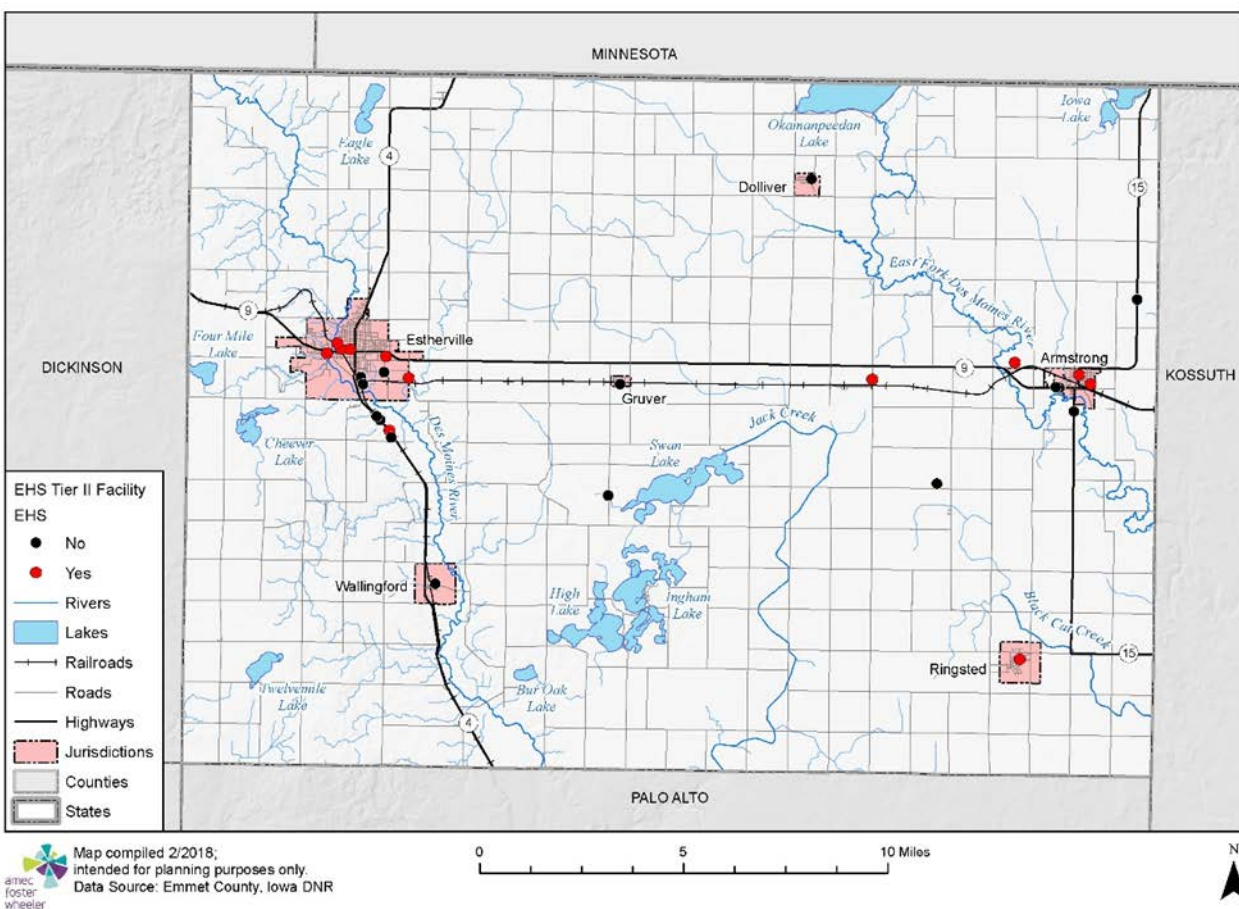 MINNESOTA
Iowa
Lake
Okamanpeedan
Lake
Eagle
Lake
4
15
Dolliver
East Fork Des Moines River
9
Four Mile
Lake
Estherville
DICKINSON
Armstrong
9
KOSSUTH
Gruver
Jack Creek
Cheever
Lake
Des Moines River
Swan
Lake
EHS Tier II Facility
EHS
No
Yes
Rivers
Lakes
Railroads
Roads
Highways
Jurisdictions
Counties
States
Wallingford
High
Lake
Ingham
Lake
Black Cat Creek
Ringsted
15
Twelvemile
Lake
Bur Oak
Lake
4
PALO ALTO
amec
foster
wheeler
Map compiled 2/2018;
intended for planning purposes only.
Data Source: Emmet County, Iowa DNR
0 5 10 Miles
N